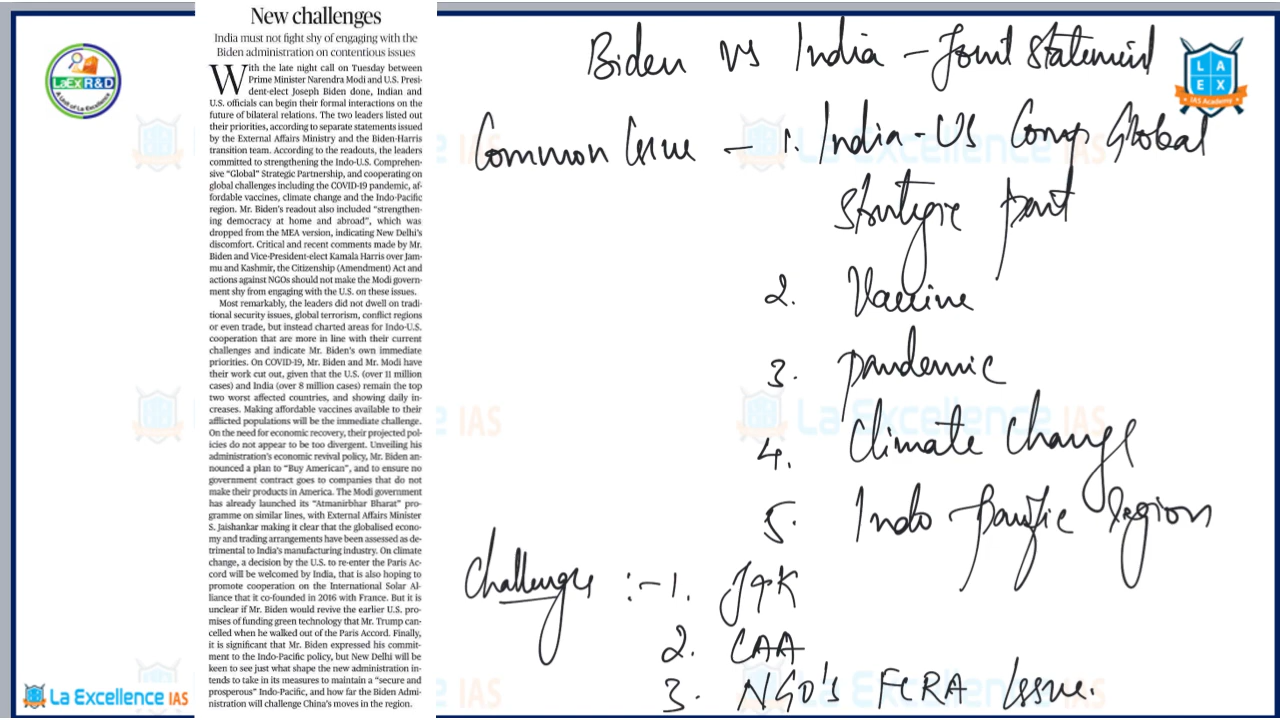 New challenges
India must not fight shy of engaging with the
Biden administration on contentious issues
With the late night call on Tuesday between
Prime Minister Narendra Modi and U.S. Presi-
dent-elect Joseph Biden done, Indian and
U.S. officials can begin their formal interactions on the
future of bilateral relations. The two leaders listed out
their priorities, according to separate statements issued
by the External Affairs Ministry and the Biden-Harris
transition team. According to the readouts, the leaders
committed to strengthening the Indo-U.S. Comprehen-
sive “Global” Strategic Partnership, and cooperating on
global challenges including the COVID-19 pandemic, af-
fordable vaccines, climate change and the Indo-Pacific
region. Mr. Biden's readout also included “strengthen-
ing democracy at home and abroad”, which was
dropped from the MEA version, indicating New Delhi's
discomfort. Critical and recent comments made by Mr.
Biden and Vice-President-elect Kamala Harris over Jam-
mu and Kashmir, the Citizenship (Amendment) Act and
actions against NGOs should not make the Modi govern-
ment shy from engaging with the U.S. on these issues.
Most remarkably, the leaders did not dwell on tradi-
tional security issues, global terrorism, conflict regions
or even trade, but instead charted areas for Indo-U.S.
cooperation that are more in line with their current
challenges and indicate Mr. Biden's own immediate
priorities. On COVID-19, Mr. Biden and Mr. Modi have
their work cut out, given that the U.S. (over 11 million
cases) and India (over 8 million cases) remain the top
two worst affected countries, and showing daily in-
creases. Making affordable vaccines available to their
afflicted populations will be the immediate challenge.
On the need for economic recovery, their projected pol-
icies do not appear to be too divergent. Unveiling his
administration's economic revival policy, Mr. Biden an-
nounced a plan to “Buy American”, and to ensure no
government contract goes to companies that do not
make their products in America. The Modi government
has already launched its “Atmanirbhar Bharat” pro-
gramme on similar lines, with External Affairs Minister
S. Jaishankar making it clear that the globalised econo-
my and trading arrangements have been assessed as de-
trimental to India's manufacturing industry. On climate
change, a decision by the U.S. to re-enter the Paris Ac-
cord will be welcomed by India, that is also hoping to
promote cooperation on the International Solar Al-
liance that it co-founded in 2016 with France. But it is
unclear if Mr. Biden would revive the earlier U.S. pro-
mises of funding green technology that Mr. Trump can-
celled when he walked out of the Paris Accord. Finally,
it is significant that Mr. Biden expressed his commit-
ment to the Indo-Pacific policy, but New Delhi will be
keen to see just what shape the new administration in-
tends to take in its measures to maintain a “secure and
prosperous” Indo-Pacific, and how far the Biden Admi-
nistration will challenge China's moves in the region.
Biden vs India - Joint Statement
Common Issue - 1. India-US Comp Global
Strategic part
2. Vaccine
3. pandemic
4. Climate change
5. Indo-pacific region
Challenges :- 1. J&K
2. CAA
3. NGO's FCRA Issue.
LaEx R&D
A Unit of La Excellence
L A
E X
IAS Academy
La Excellence IAS